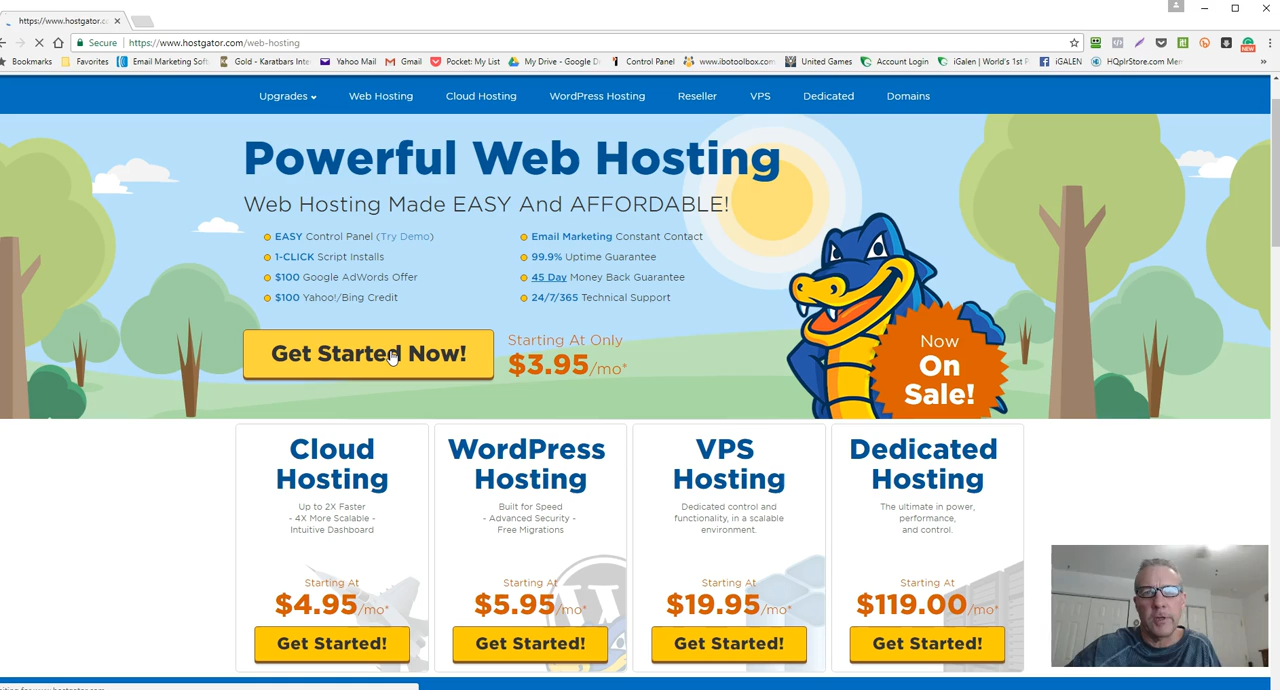 https://www.hostgator.co
Secure | https://www.hostgator.com/web-hosting
NEW
Bookmarks Favorites Email Marketing Soft Gold - Karatbars Inter Yahoo Mail Gmail Pocket: My List My Drive - Google D Control Panel www.ibotoolbox.com United Games Account Login iGalen | World's 1st P iGALEN HQplrStore.com Mem »
Upgrades Web Hosting Cloud Hosting WordPress Hosting Reseller VPS Dedicated Domains
Powerful Web Hosting
Web Hosting Made EASY And AFFORDABLE!
EASY Control Panel (Try Demo)
1-CLICK Script Installs
$100 Google AdWords Offer
$100 Yahoo!/Bing Credit
Email Marketing Constant Contact
99.9% Uptime Guarantee
45 Day Money Back Guarantee
24/7/365 Technical Support
Get Started Now!
Starting At Only
$3.95/mo*
Now
On
Sale!
Cloud
Hosting
Up to 2X Faster
- 4X More Scalable -
Intuitive Dashboard
Starting At
$4.95/mo*
Get Started!
WordPress
Hosting
Built for Speed
- Advanced Security -
Free Migrations
Starting At
$5.95/mo*
Get Started!
VPS
Hosting
Dedicated control and
functionality, in a scalable
environment.
Starting At
$19.95/mo*
Get Started!
Dedicated
Hosting
The ultimate in power,
performance,
and control.
Starting At
$119.00/mo*
Get Started!